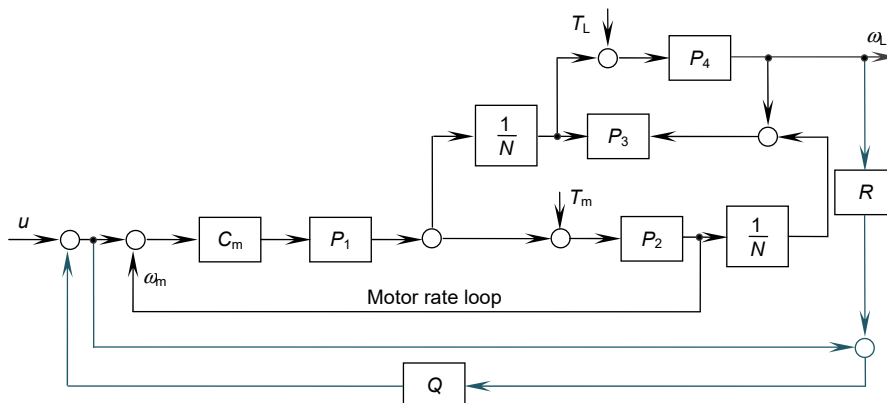 T_L
ω_L
P_4
1/N
P_3
R
u
T_m
C_m
P_1
P_2
1/N
ω_m
Motor rate loop
Q